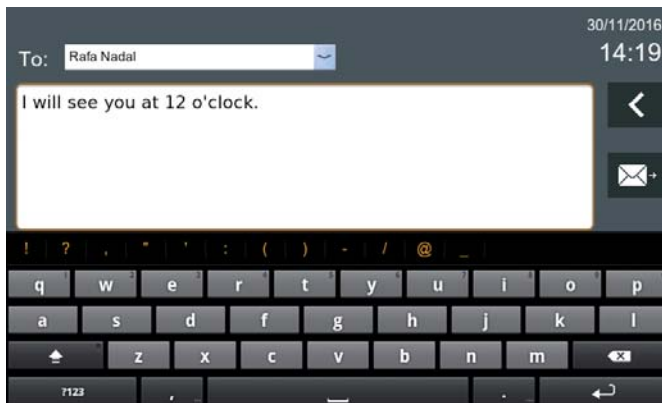 30/11/2016
To: Rafa Nadal 14:19
I will see you at 12 o'clock.
! ? , " ' : ( ) - / @ _
q w e r t y u i o p
a s d f g h j k l
z x c v b n m
?123 , .